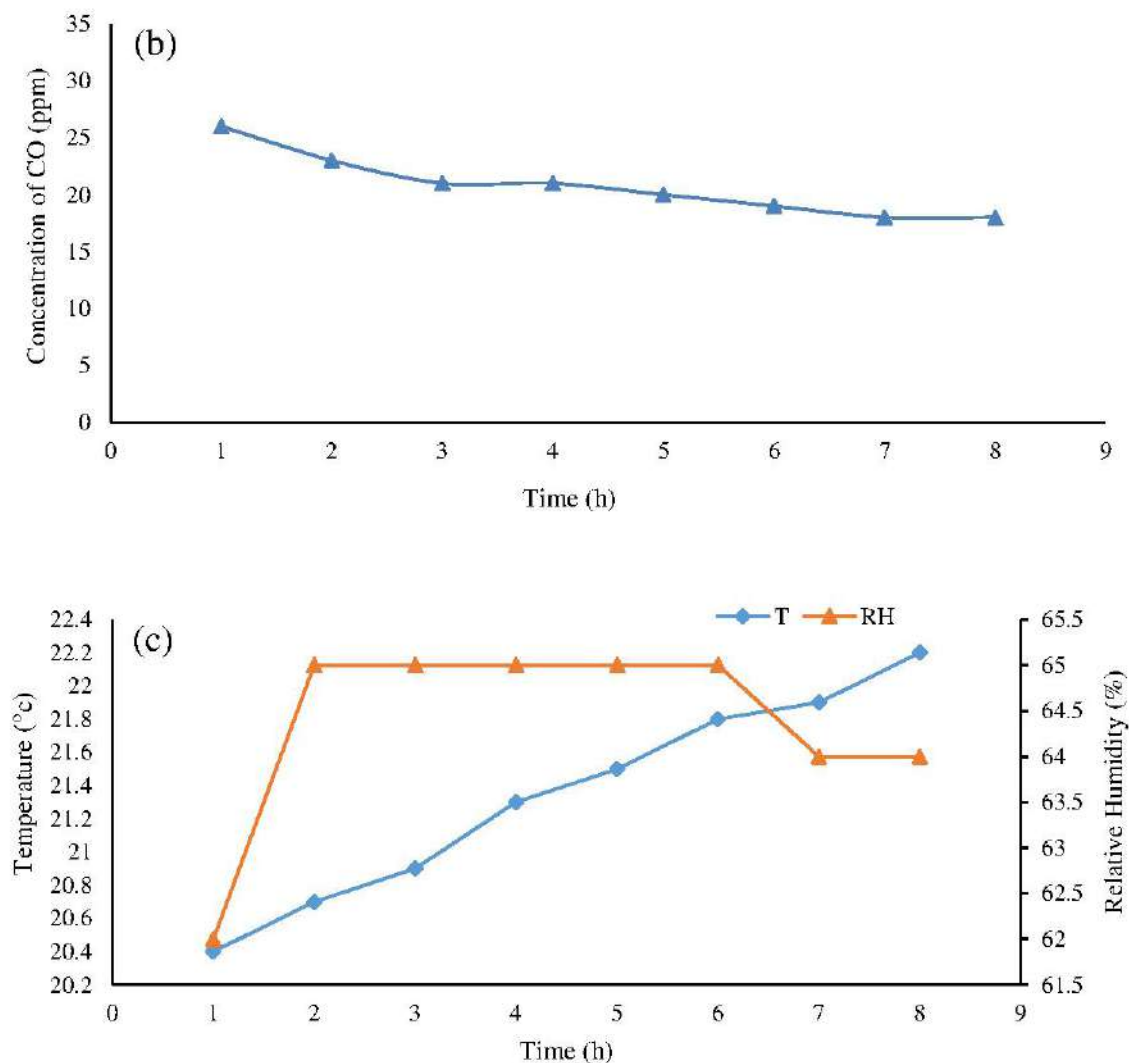 (b)
Concentration of CO (ppm)
35
30
25
20
15
10
5
0
0 1 2 3 4 5 6 7 8 9
Time (h)
(c)
T RH
Temperature (°c)
22.4
22.2
22
21.8
21.6
21.4
21.2
21
20.8
20.6
20.4
20.2
65.5
65
64.5
64
63.5
63
62.5
62
61.5
Relative Humidity (%)
0 1 2 3 4 5 6 7 8 9
Time (h)